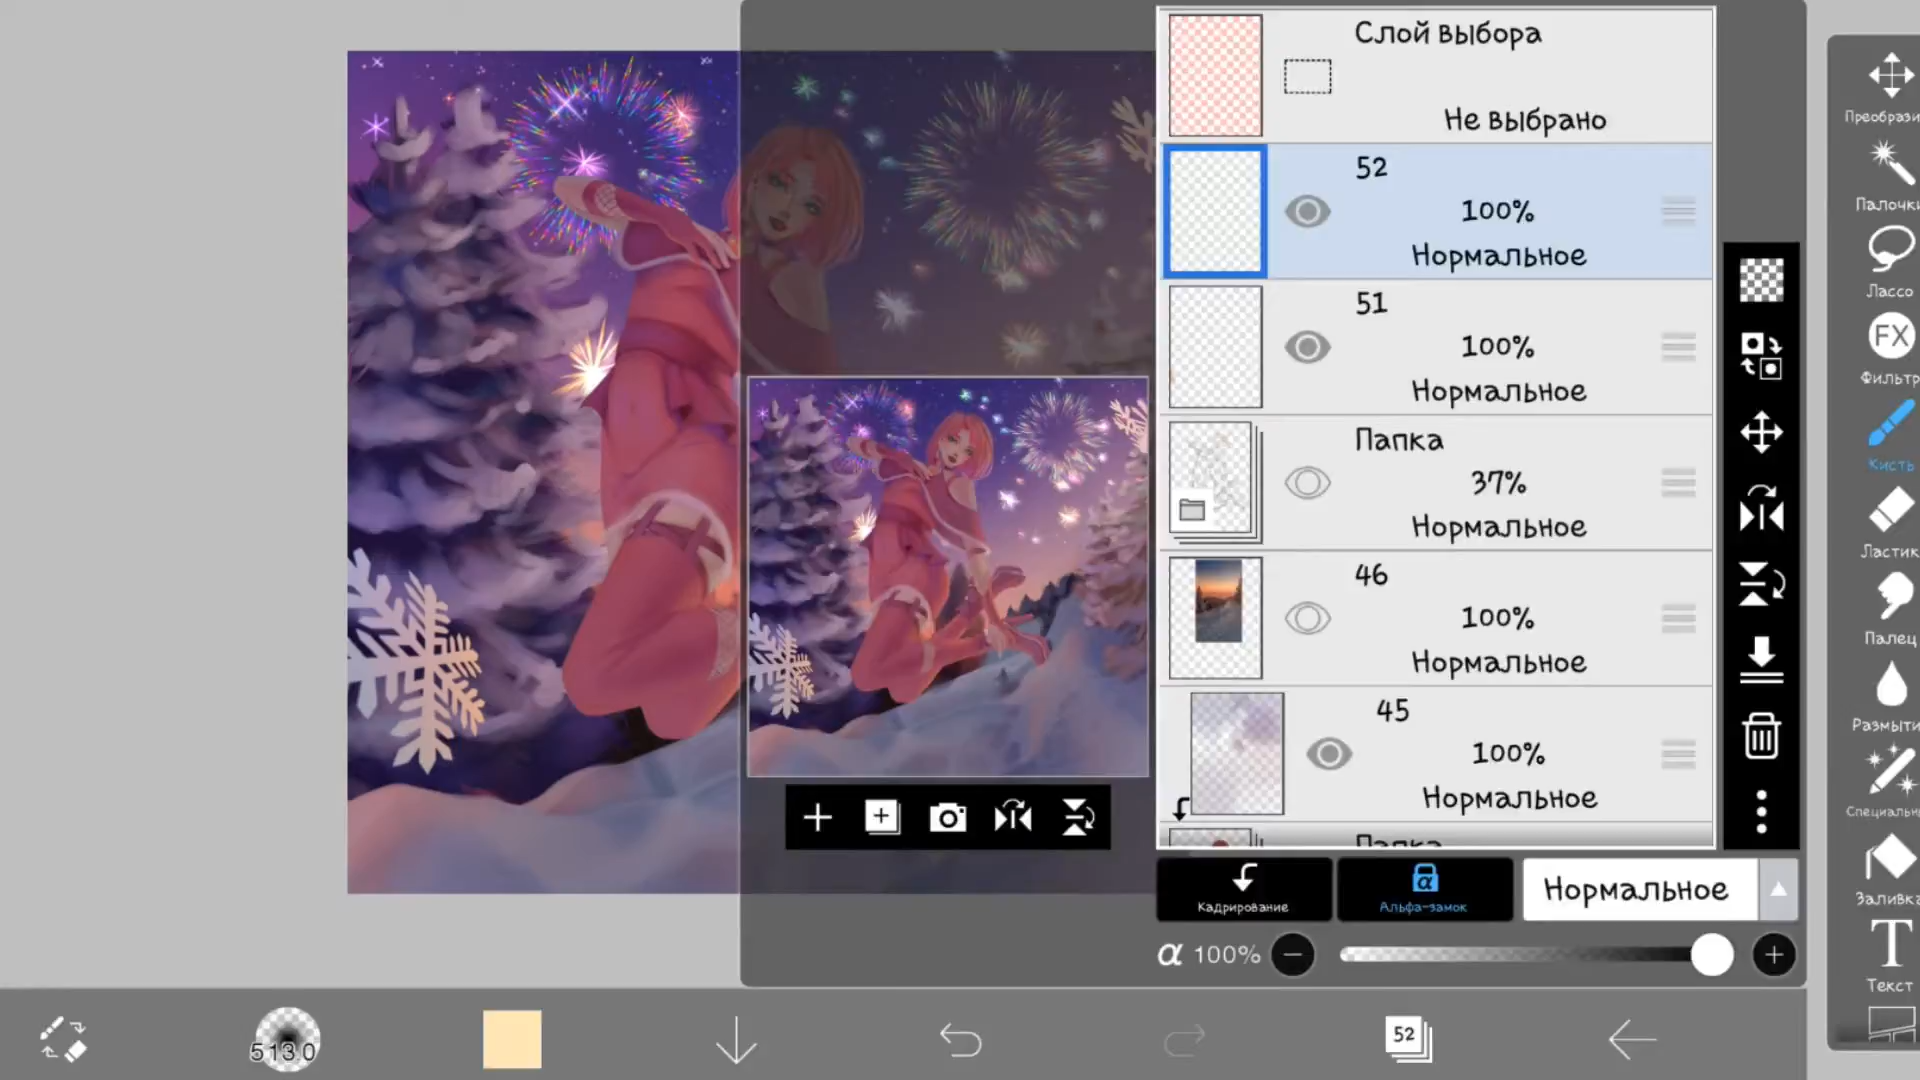 Слой выбора
Не выбрано
52
100%
Нормальное
51
100%
Нормальное
Папка
37%
Нормальное
46
100%
Нормальное
45
100%
Нормальное
Папка
Кадрирование
Альфа-замок
Нормальное
α 100%
Преобрази
Палочки
Лассо
FX
Фильтр
Кисть
Ластик
Палец
Размыти
Специальн
Заливка
T
Текст
513.0
52